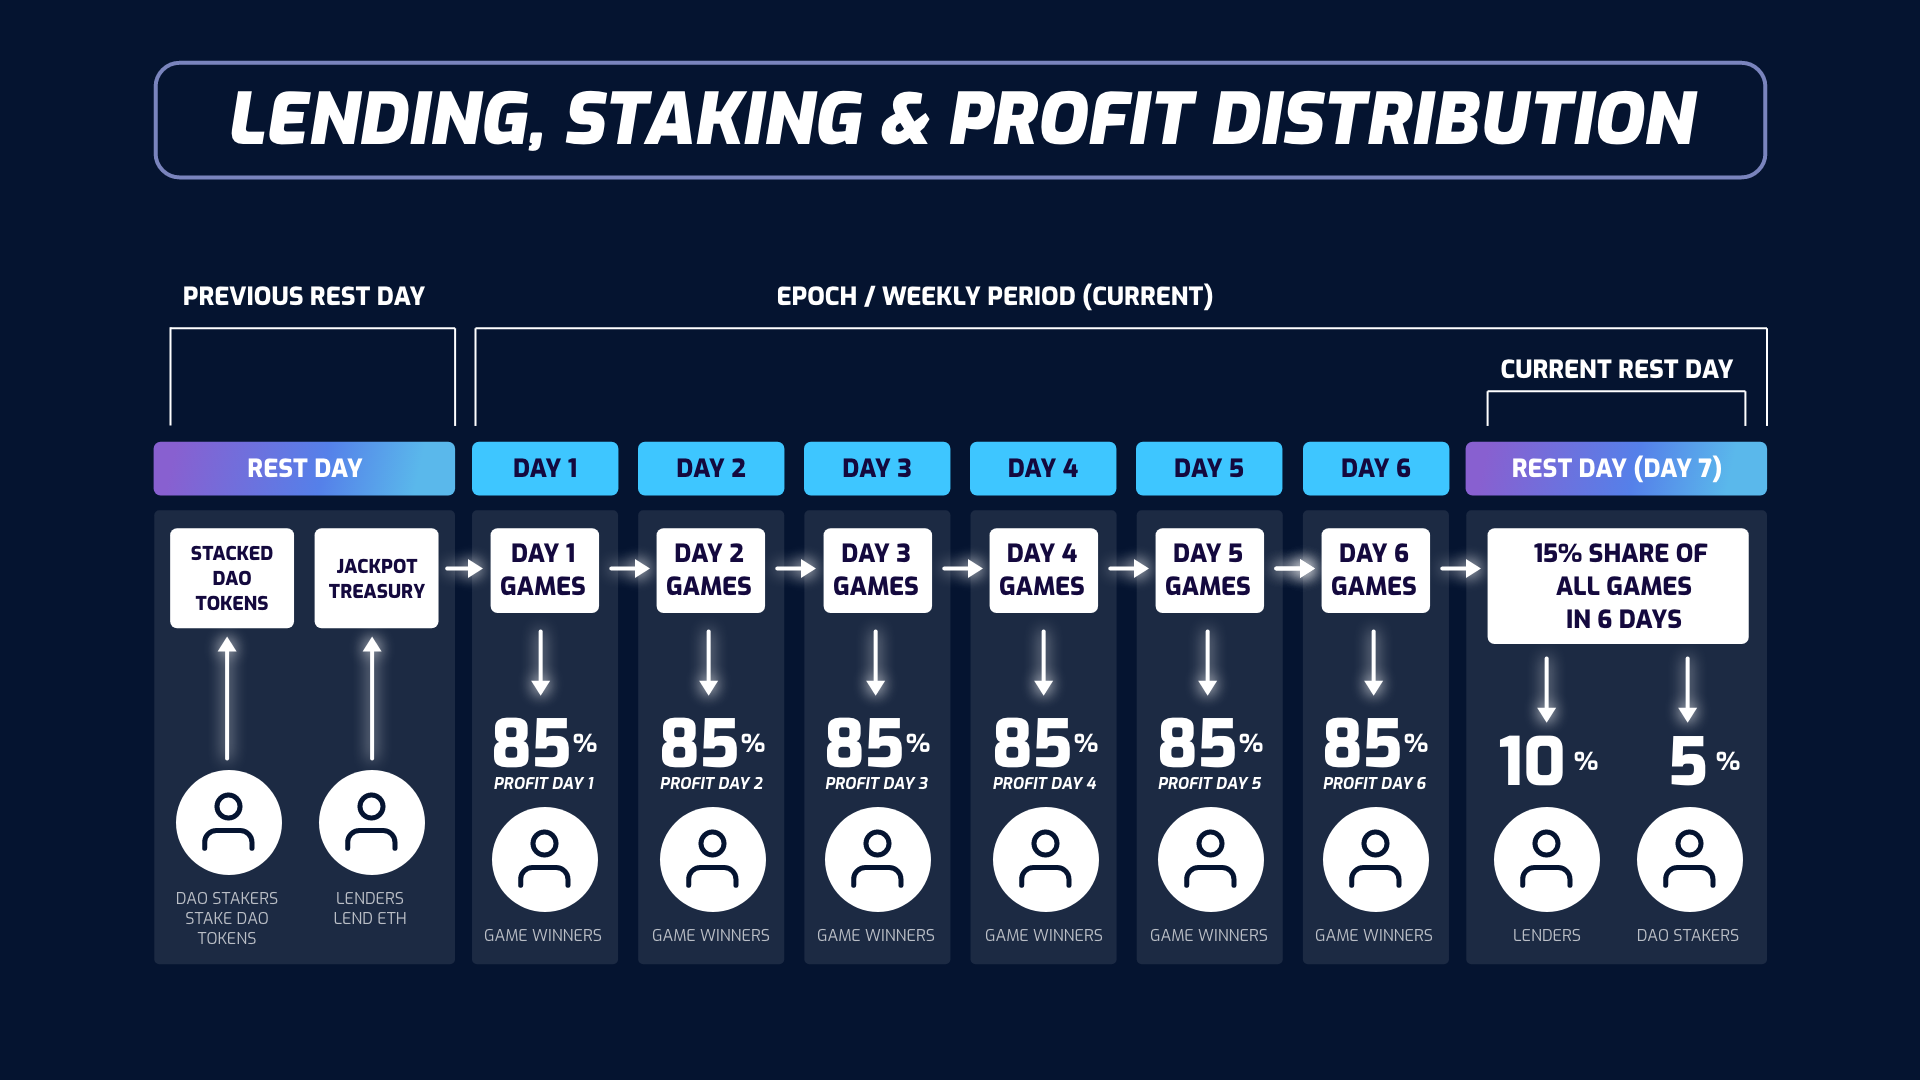 LENDING, STAKING & PROFIT DISTRIBUTION
PREVIOUS REST DAY
EPOCH / WEEKLY PERIOD (CURRENT)
CURRENT REST DAY
REST DAY
DAY 1
DAY 2
DAY 3
DAY 4
DAY 5
DAY 6
REST DAY (DAY 7)
STACKED
DAO
TOKENS
JACKPOT
TREASURY
DAY 1
GAMES
DAY 2
GAMES
DAY 3
GAMES
DAY 4
GAMES
DAY 5
GAMES
DAY 6
GAMES
15% SHARE OF
ALL GAMES
IN 6 DAYS
85%
PROFIT DAY 1
85%
PROFIT DAY 2
85%
PROFIT DAY 3
85%
PROFIT DAY 4
85%
PROFIT DAY 5
85%
PROFIT DAY 6
10 %
5 %
DAO STAKERS
STAKE DAO
TOKENS
LENDERS
LEND ETH
GAME WINNERS
GAME WINNERS
GAME WINNERS
GAME WINNERS
GAME WINNERS
GAME WINNERS
LENDERS
DAO STAKERS